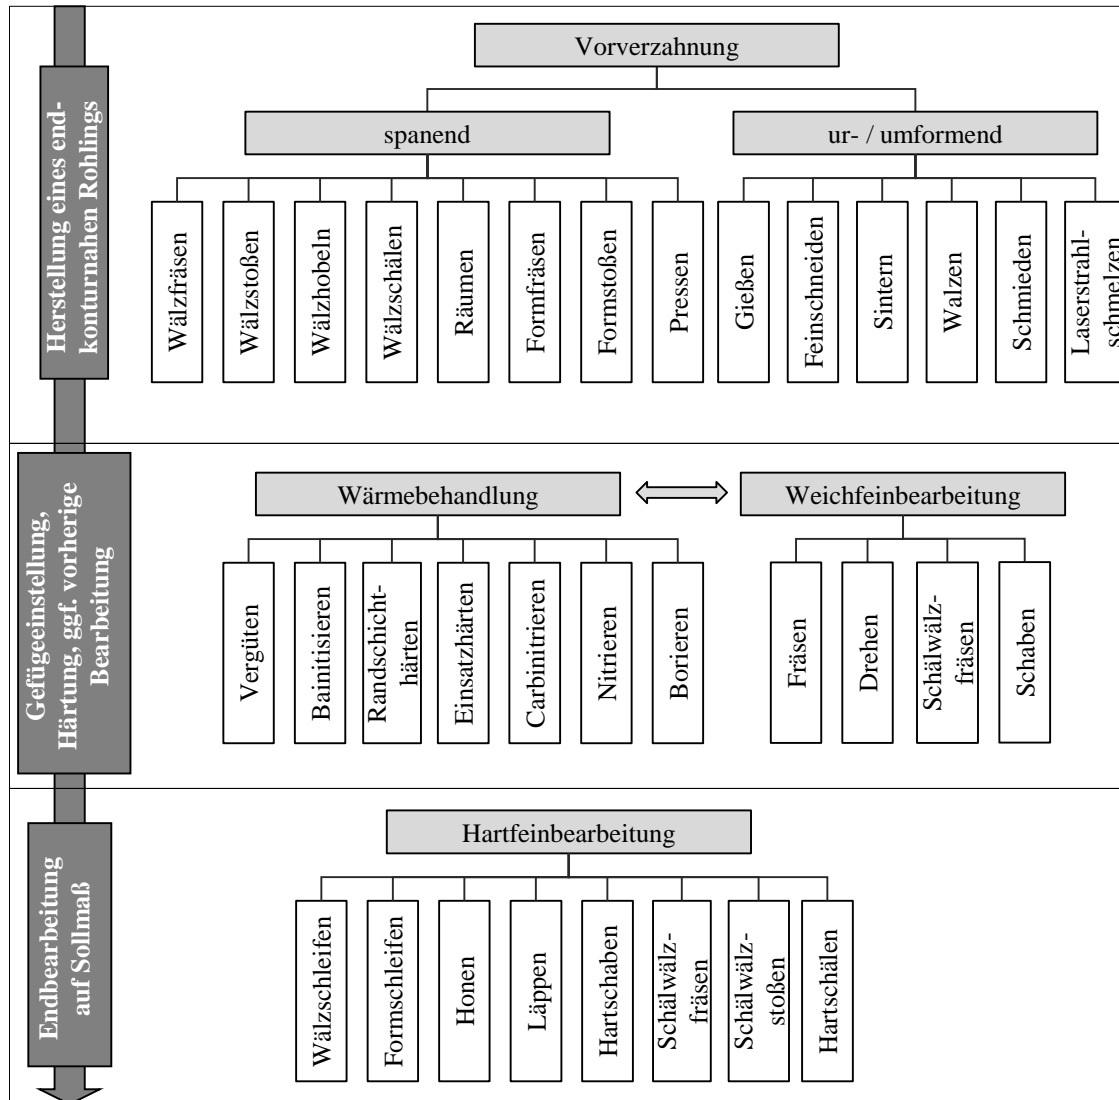 Herstellung eines end-
konturnahen Rohlings
Vorverzahnung
spanend
ur- / umformend
Wälzfräsen
Wälzstoßen
Wälzhobeln
Wälzschälen
Räumen
Formfräsen
Formstoßen
Pressen
Gießen
Feinschneiden
Sintern
Walzen
Schmieden
Laserstrahl-
schmelzen
Gefügeeinstellung,
Härtung, ggf. vorherige
Bearbeitung
Wärmebehandlung
Weichfeinbearbeitung
Vergüten
Bainitisieren
Randschicht-
härten
Einsatzhärten
Carbinitrieren
Nitrieren
Borieren
Fräsen
Drehen
Schälwälz-
fräsen
Schaben
Endbearbeitung
auf Sollmaß
Hartfeinbearbeitung
Wälzschleifen
Formschleifen
Honen
Läppen
Hartschaben
Schälwälz-
fräsen
Schälwälz-
stoßen
Hartschälen